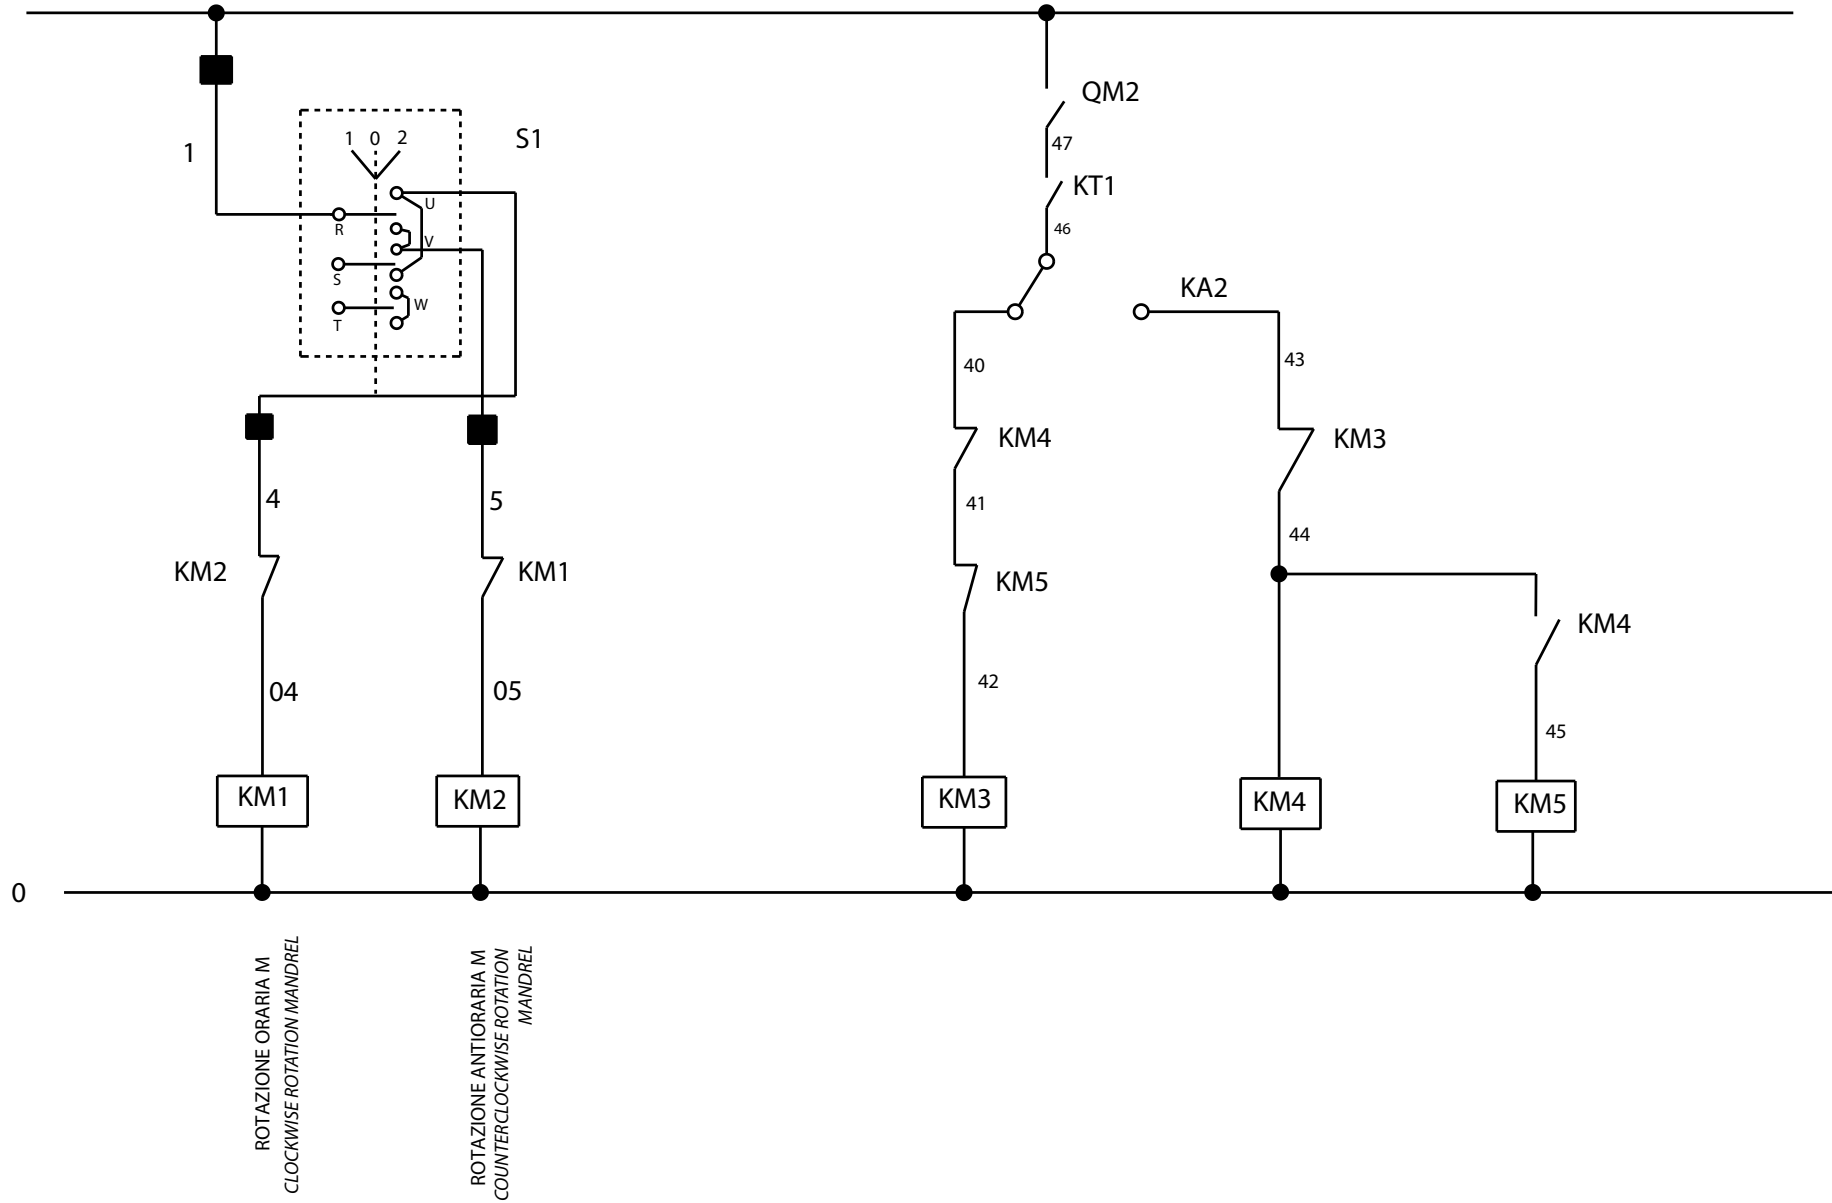 QM2
1 0 2
S1
1
47
KT1
U
R
46
V
S
KA2
W
T
43
40
KM4
KM3
4
5
41
44
KM2
KM1
KM5
KM4
42
04
05
45
KM1
KM2
KM3
KM4
KM5
0
ROTAZIONE ORARIA M
CLOCKWISE ROTATION MANDREL
ROTAZIONE ANTIORARIA M
COUNTERCLOCKWISE ROTATION
MANDREL